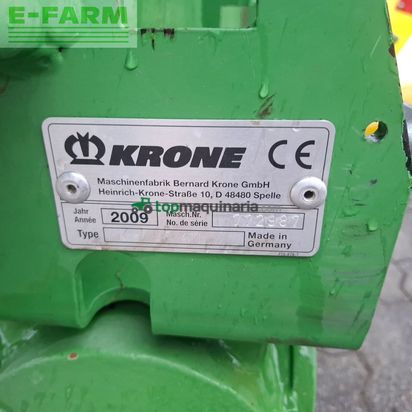 E-FARM
KRONE CE
Maschinenfabrik Bernard Krone GmbH
Heinrich-Krone-Straße 10, D 48480 Spelle
Jahr
Année 2009 Masch.Nr.
No. de série
topmaquinaria
Type Made in
Germany